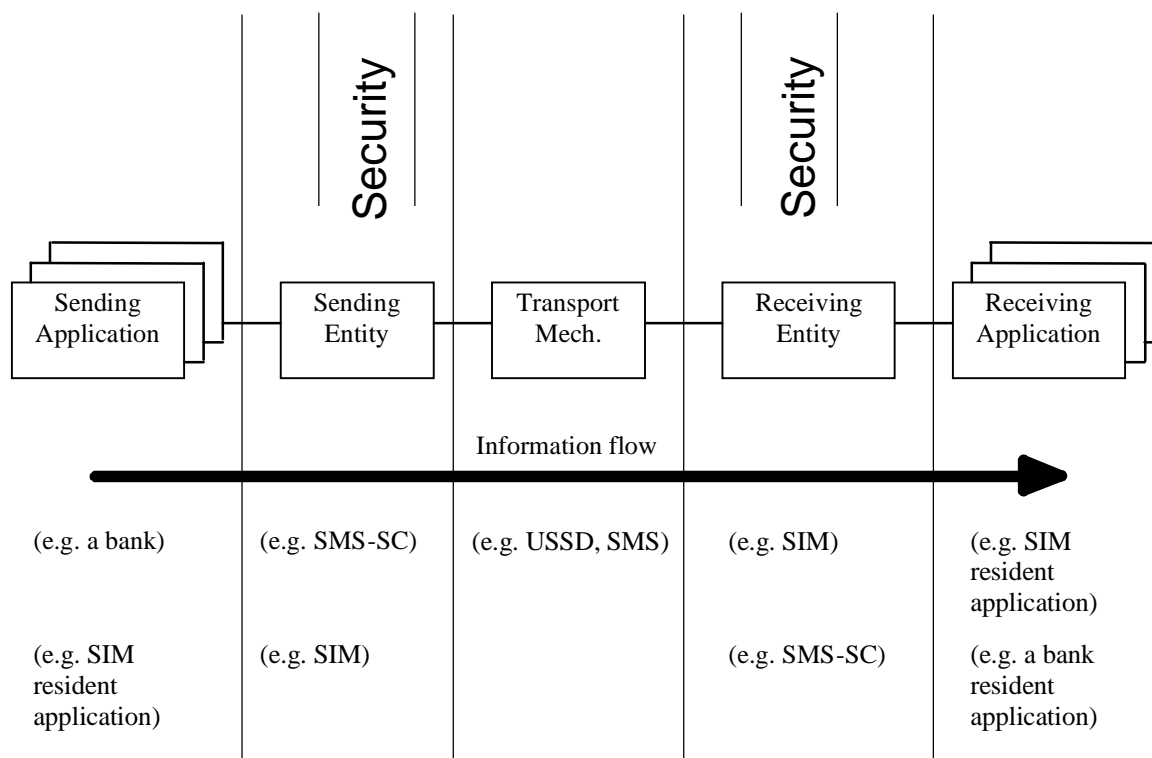 Security
Security
Sending
Application
Sending
Entity
Transport
Mech.
Receiving
Entity
Receiving
Application
Information flow
(e.g. a bank)
(e.g. SMS-SC)
(e.g. USSD, SMS)
(e.g. SIM)
(e.g. SIM
resident
application)
(e.g. SIM
resident
application)
(e.g. SIM)
(e.g. SMS-SC)
(e.g. a bank
resident
application)